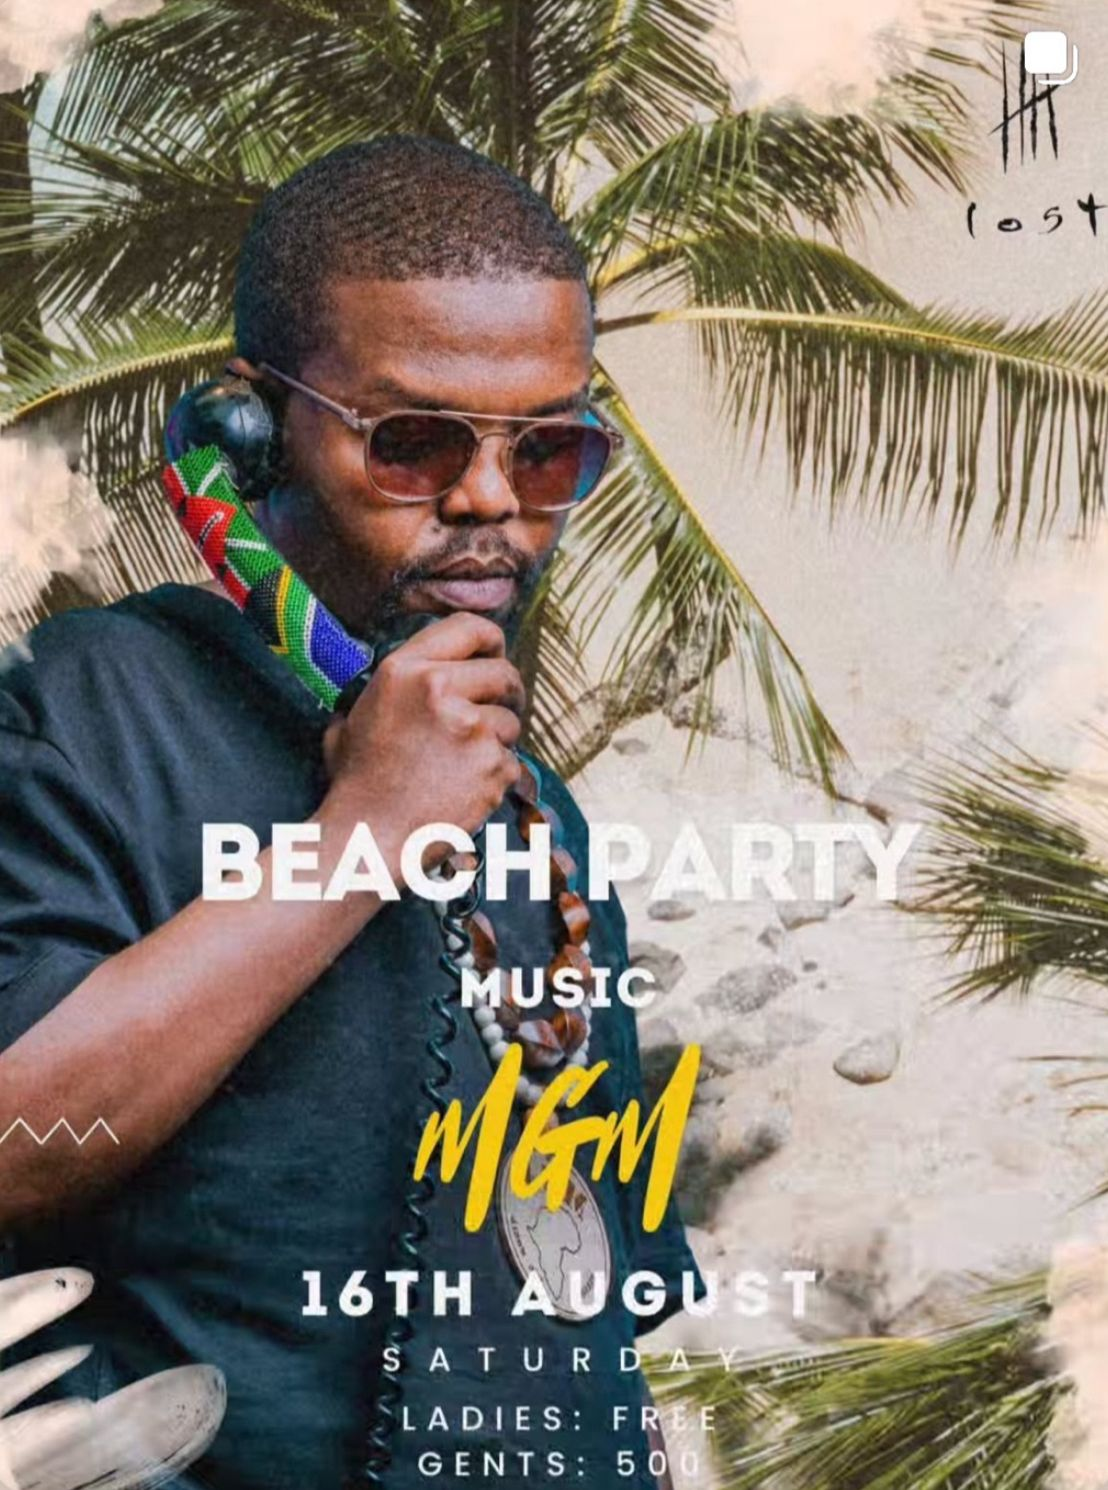 lost
BEACH PARTY
MUSIC
MGM
16TH AUGUST
SATURDAY
LADIES: FREE
GENTS: 500